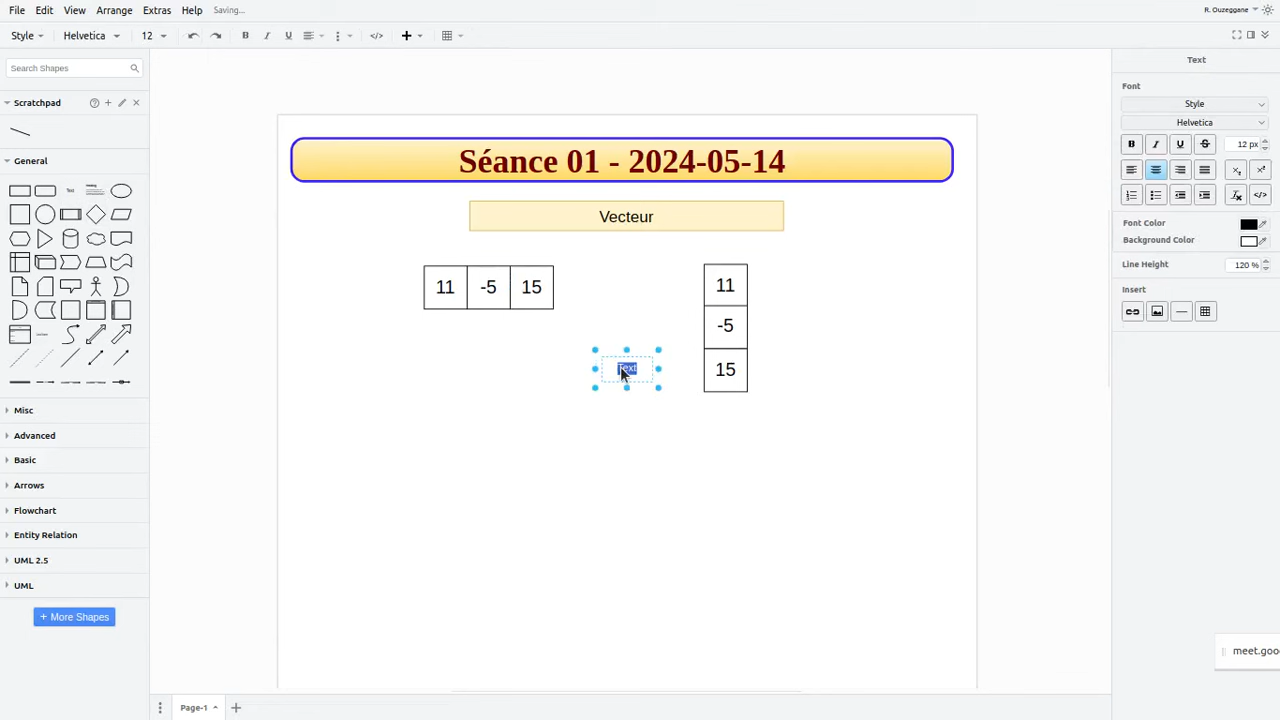 File Edit View Arrange Extras Help Saving... R. Ouzeggane
Style Helvetica 12
Search Shapes
Scratchpad
General
Text
Misc
Advanced
Basic
Arrows
Flowchart
Entity Relation
UML 2.5
UML
+ More Shapes
Séance 01 - 2024-05-14
Vecteur
11 -5 15
11
-5
15
Text
Text
Font
Style
Helvetica
B I U S 12 px
Font Color
Background Color
Line Height 120 %
Insert
meet.goo
Page-1